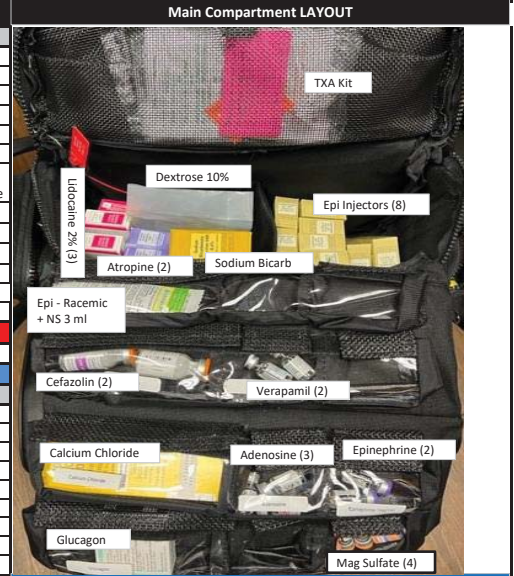 Main Compartment LAYOUT
TXA Kit
Dextrose 10%
Lidocaine 2% (3)
Epi Injectors (8)
Atropine (2)
Sodium Bicarb
Epi - Racemic
+ NS 3 ml
Cefazolin (2)
Verapamil (2)
Calcium Chloride
Adenosine (3)
Epinephrine (2)
Calcium Chloride
Adenosine
Glucagon
Glucagon
Mag Sulfate (4)